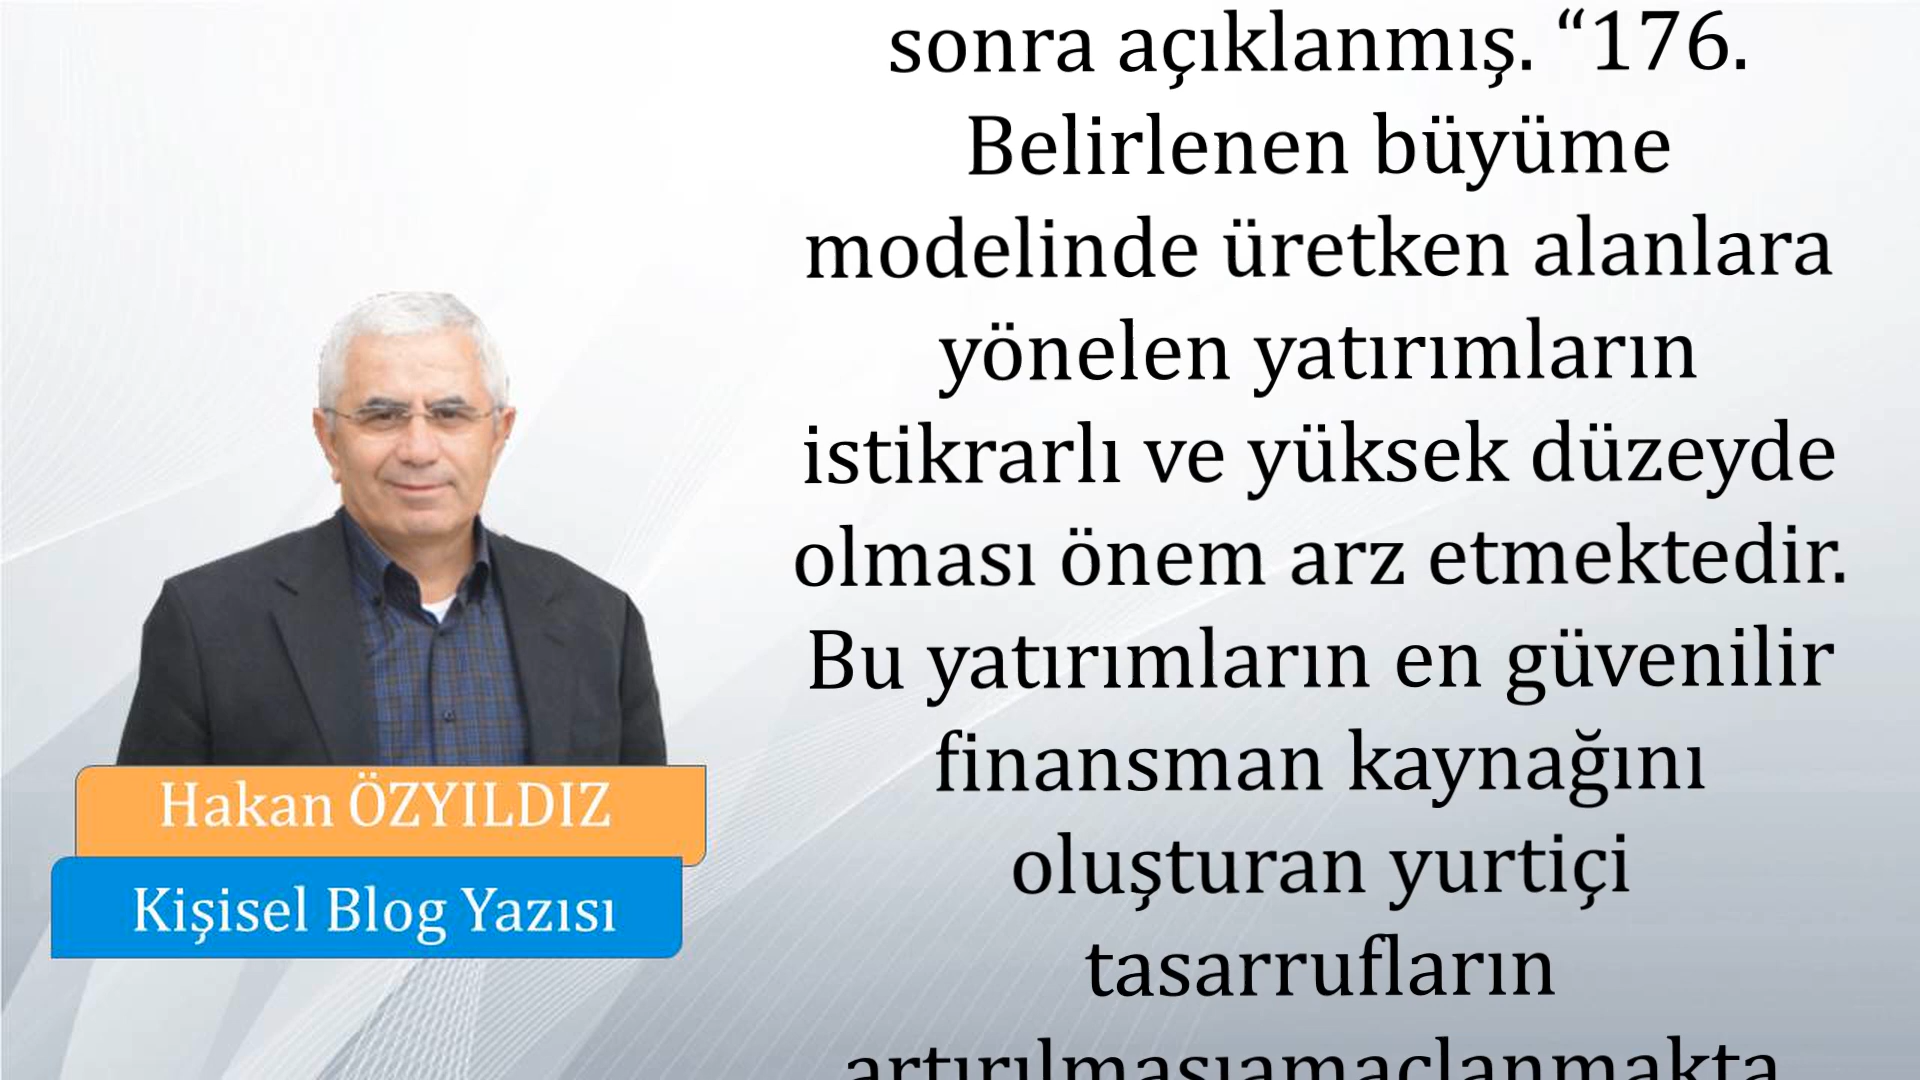 sonra açıklanmış. “176.
Belirlenen büyüme
modelinde üretken alanlara
yönelen yatırımların
istikrarlı ve yüksek düzeyde
olması önem arz etmektedir.
Bu yatırımların en güvenilir
finansman kaynağını
oluşturan yurtiçi
tasarrufların
artırılmasıamaçlanmakta
Hakan ÖZYILDIZ
Kişisel Blog Yazısı